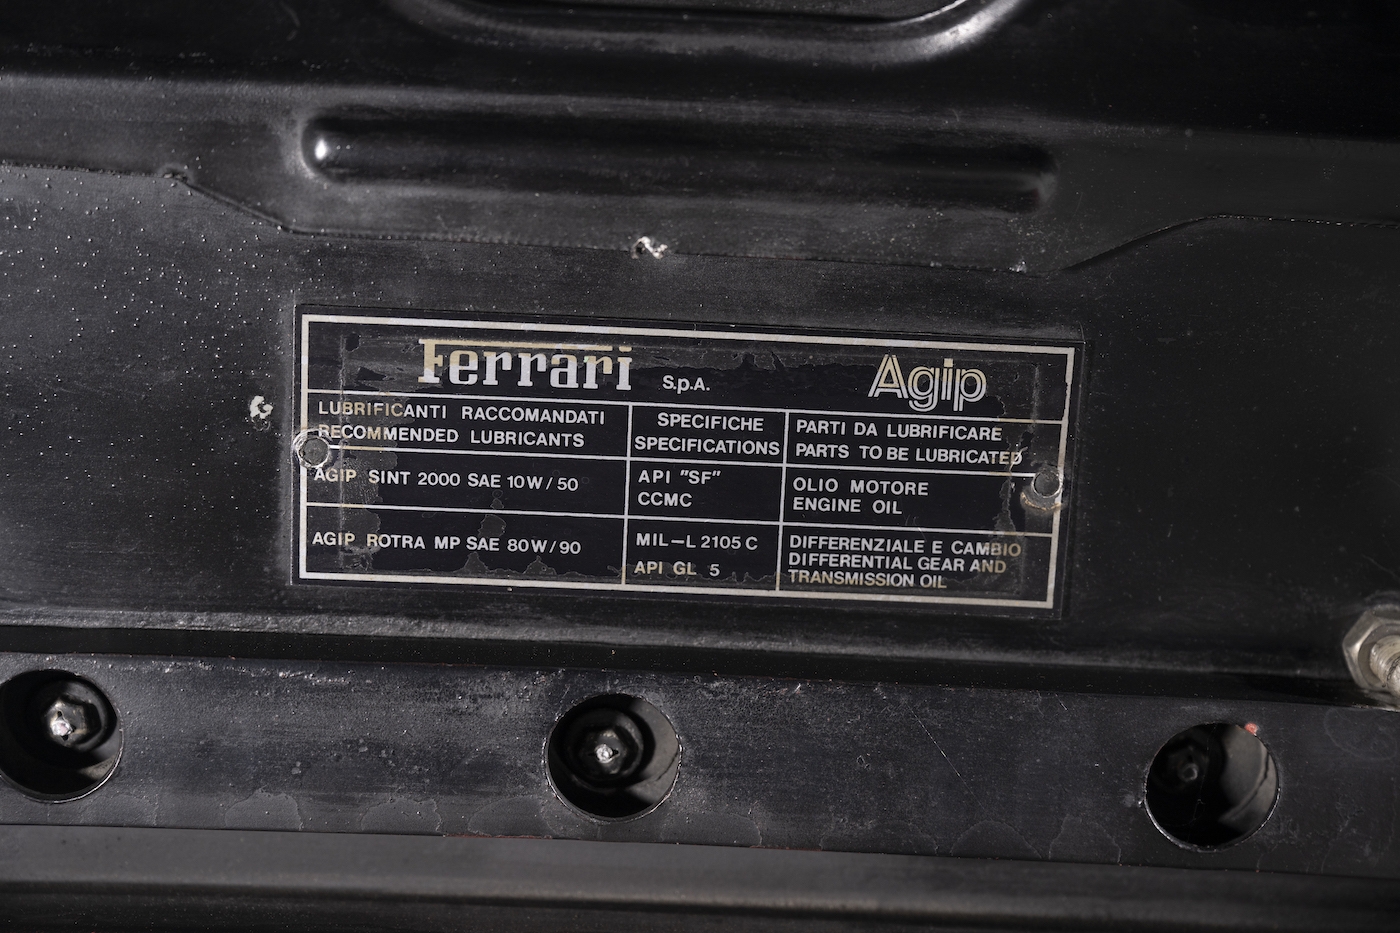 Ferrari S.p.A. Agip
LUBRIFICANTI RACCOMANDATI
RECOMMENDED LUBRICANTS
SPECIFICHE
SPECIFICATIONS
PARTI DA LUBRIFICARE
PARTS TO BE LUBRICATED
AGIP SINT 2000 SAE 10W/50
API "SF"
CCMC
OLIO MOTORE
ENGINE OIL
AGIP ROTRA MP SAE 80W/90
MIL-L 2105 C
API GL 5
DIFFERENZIALE E CAMBIO
DIFFERENTIAL GEAR AND
TRANSMISSION OIL